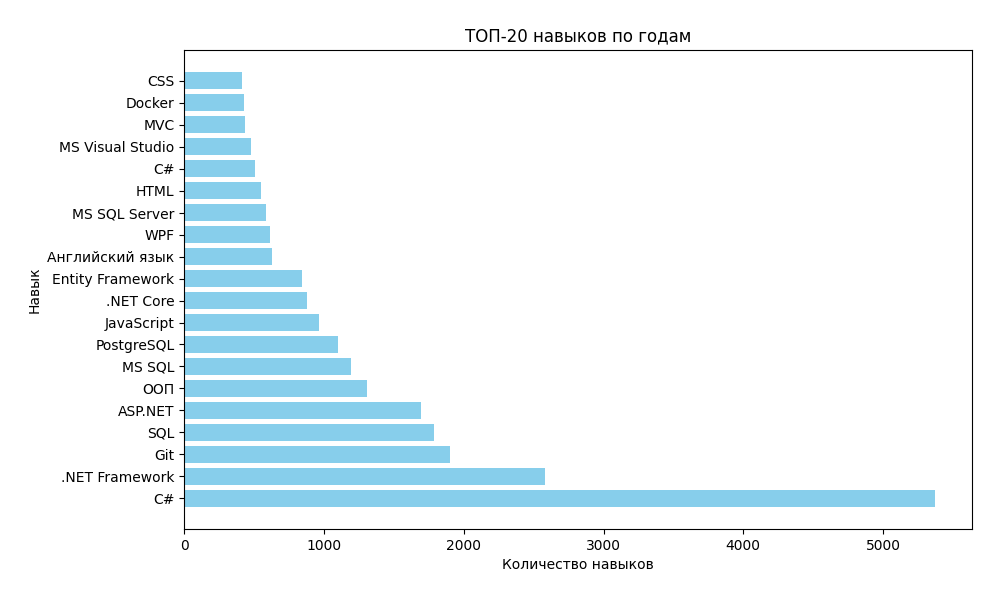 ТОП-20 навыков по годам
Навык
CSS
Docker
MVC
MS Visual Studio
C#
HTML
MS SQL Server
WPF
Английский язык
Entity Framework
.NET Core
JavaScript
PostgreSQL
MS SQL
ООП
ASP.NET
SQL
Git
.NET Framework
C#
0 1000 2000 3000 4000 5000
Количество навыков